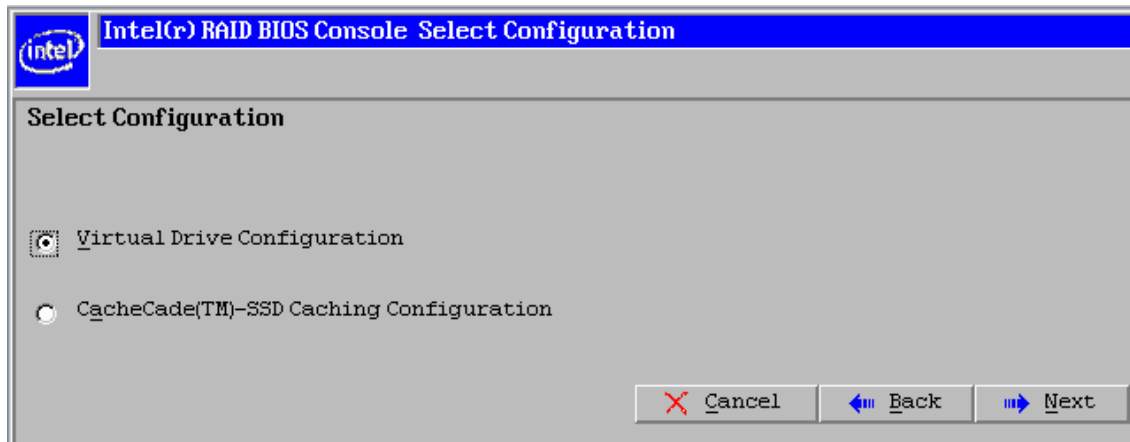 intel
Intel(r) RAID BIOS Console Select Configuration
Select Configuration
Virtual Drive Configuration
CacheCade(TM)-SSD Caching Configuration
Cancel Back Next